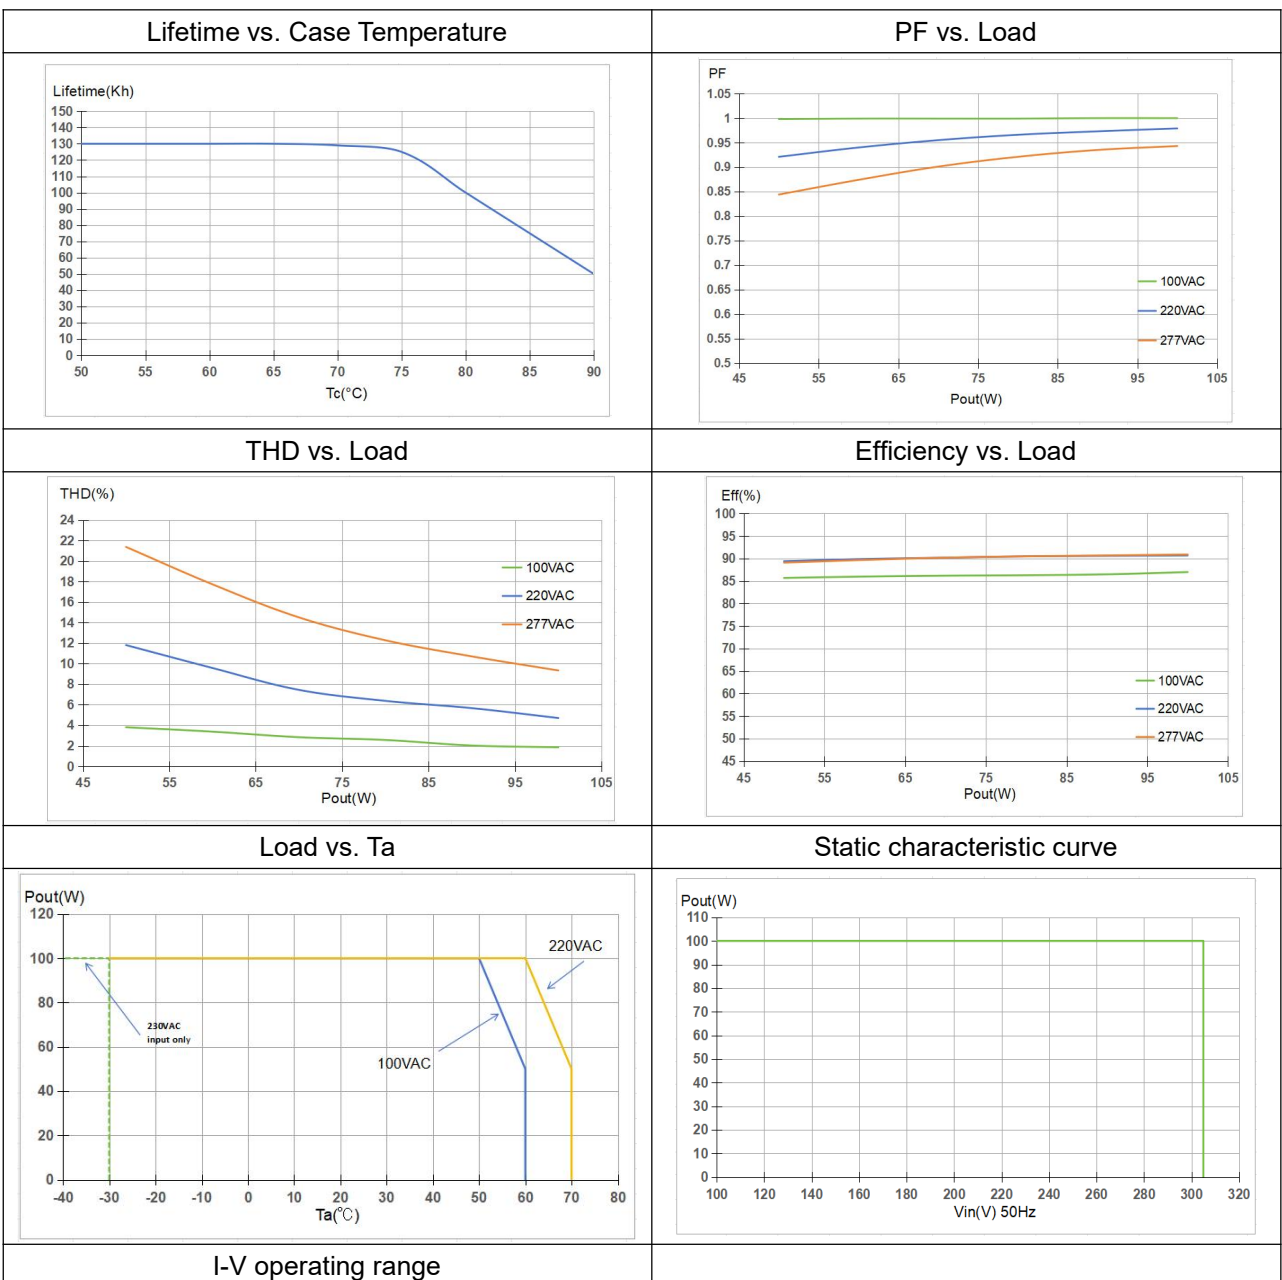 Lifetime vs. Case Temperature
PF vs. Load
Lifetime(Kh)
150
140
130
120
110
100
90
80
70
60
50
40
30
20
10
0
50 55 60 65 70 75 80 85 90
Tc(°C)
PF
1.05
1
0.95
0.9
0.85
0.8
0.75
0.7
0.65
0.6
0.55
0.5
100VAC
220VAC
277VAC
45 55 65 75 85 95 105
Pout(W)
THD vs. Load
Efficiency vs. Load
THD(%)
24
22
20
18
16
14
12
10
8
6
4
2
0
100VAC
220VAC
277VAC
45 55 65 75 85 95 105
Pout(W)
Eff(%)
100
95
90
85
80
75
70
65
60
55
50
45
100VAC
220VAC
277VAC
45 55 65 75 85 95 105
Pout(W)
Load vs. Ta
Static characteristic curve
Pout(W)
120
100
80
60
40
20
0
220VAC
230VAC
input only
100VAC
-40 -30 -20 -10 0 10 20 30 40 50 60 70 80
Ta(℃)
Pout(W)
110
100
90
80
70
60
50
40
30
20
10
0
100 120 140 160 180 200 220 240 260 280 300 320
Vin(V) 50Hz
I-V operating range